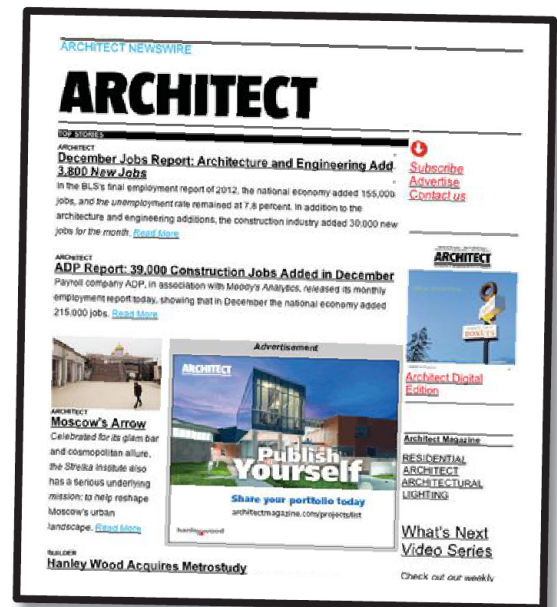 ARCHITECT NEWSWIRE
ARCHITECT
TOP STORIES
ARCHITECT
December Jobs Report: Architecture and Engineering Add
3,800 New Jobs
In the BLS's final employment report of 2012, the national economy added 155,000
jobs, and the unemployment rate remained at 7.8 percent. In addition to the
architecture and engineering additions, the construction industry added 30,000 new
jobs for the month. Read More
ARCHITECT
ADP Report: 39,000 Construction Jobs Added in December
Payroll company ADP, in association with Moody's Analytics, released its monthly
employment report today, showing that in December the national economy added
215,000 jobs. Read More
ARCHITECT
Moscow's Arrow
Celebrated for its glam bar
and cosmopolitan allure,
the Strelka Institute also
has a serious underlying
mission: to help reshape
Moscow's urban
landscape. Read More
Advertisement
ARCHITECT
Publish
Yourself
Share your portfolio today
architectmagazine.com/projectslist
hanleywood
BUILDER
Hanley Wood Acquires Metrostudy
Subscribe
Advertise
Contact us
ARCHITECT
DONUTS
Architect Digital
Edition
Architect Magazine
RESIDENTIAL
ARCHITECT
ARCHITECTURAL
LIGHTING
What's Next
Video Series
Check out our weekly